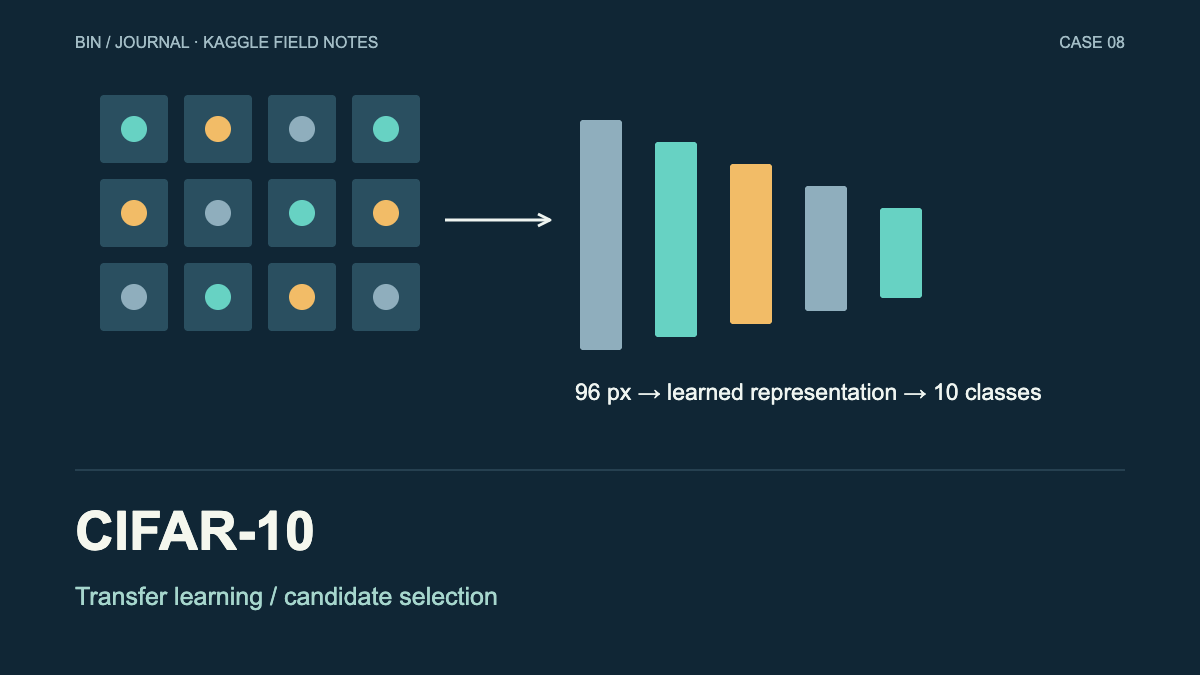 BIN / JOURNAL · KAGGLE FIELD NOTES
CASE 08
96 px → learned representation → 10 classes
CIFAR-10
Transfer learning / candidate selection